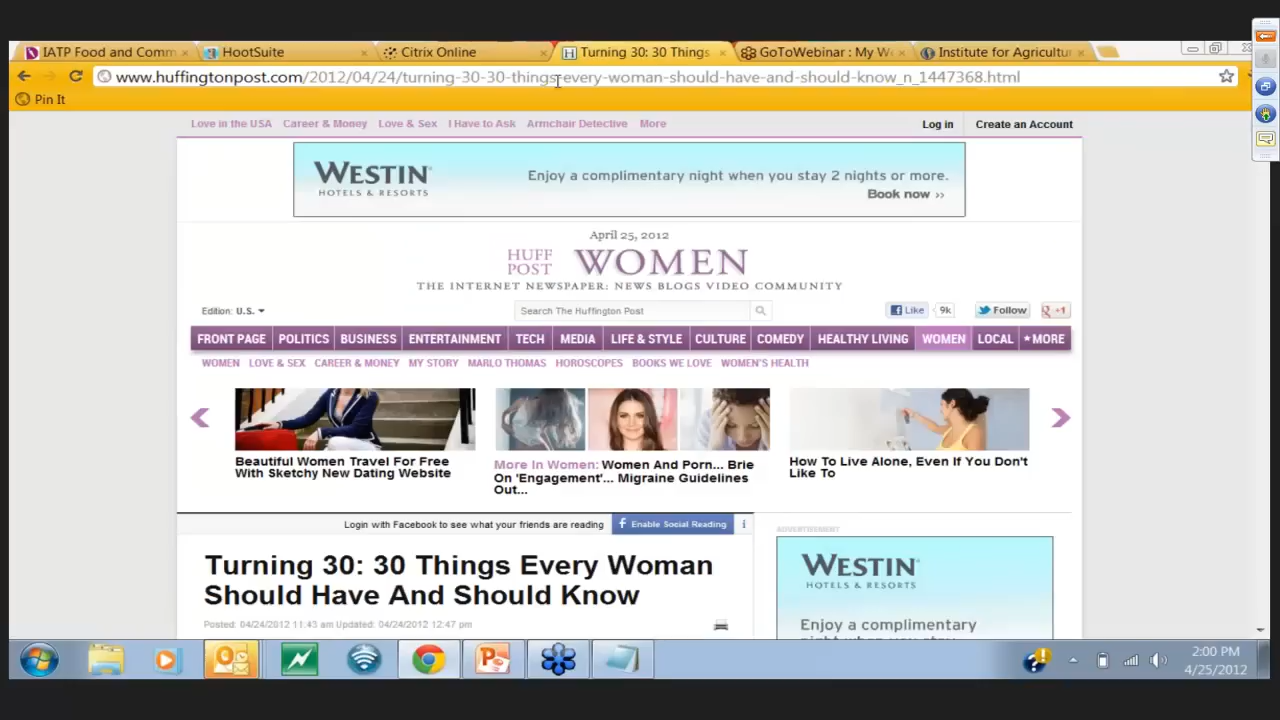 IATP Food and Comm
HootSuite
Citrix Online
Turning 30: 30 Things
GoToWebinar : My W
Institute for Agricultu
www.huffingtonpost.com/2012/04/24/turning-30-30-things-every-woman-should-have-and-should-know_n_1447368.html
Pin It
Love in the USA Career & Money Love & Sex I Have to Ask Armchair Detective More
Log in Create an Account
WESTIN
HOTELS & RESORTS
Enjoy a complimentary night when you stay 2 nights or more.
Book now >>
April 25, 2012
HUFF
POST
WOMEN
THE INTERNET NEWSPAPER: NEWS BLOGS VIDEO COMMUNITY
Edition: U.S.
Search The Huffington Post
Like 9k
Follow
+1
FRONT PAGE POLITICS BUSINESS ENTERTAINMENT TECH MEDIA LIFE & STYLE CULTURE COMEDY HEALTHY LIVING WOMEN LOCAL MORE
WOMEN LOVE & SEX CAREER & MONEY MY STORY MARLO THOMAS HOROSCOPES BOOKS WE LOVE WOMEN'S HEALTH
Beautiful Women Travel For Free
With Sketchy New Dating Website
More In Women: Women And Porn... Brie
On 'Engagement'... Migraine Guidelines
Out...
How To Live Alone, Even If You Don't
Like To
Login with Facebook to see what your friends are reading
Enable Social Reading
i
ADVERTISEMENT
Turning 30: 30 Things Every Woman
Should Have And Should Know
Posted: 04/24/2012 11:43 am Updated: 04/24/2012 12:47 pm
WESTIN
HOTELS & RESORTS
Enjoy a complimentary
2:00 PM
4/25/2012